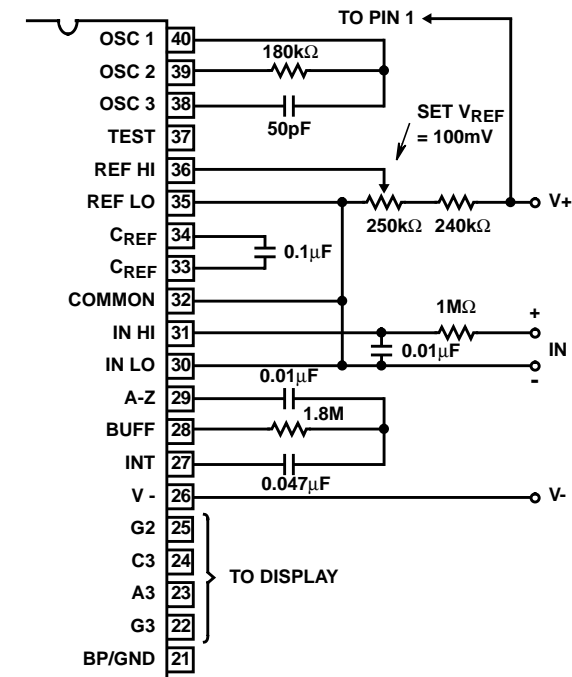 TO PIN 1
OSC 1 40
180kΩ
OSC 2 39
OSC 3 38
50pF
SET VREF
= 100mV
TEST 37
REF HI 36
REF LO 35
V+
250kΩ 240kΩ
CREF 34
0.1µF
CREF 33
COMMON 32
1MΩ
+
IN HI 31
IN
0.01µF
IN LO 30
-
0.01µF
A-Z 29
1.8M
BUFF 28
INT 27
0.047µF
V - 26
V-
G2 25
C3 24
TO DISPLAY
A3 23
G3 22
BP/GND 21